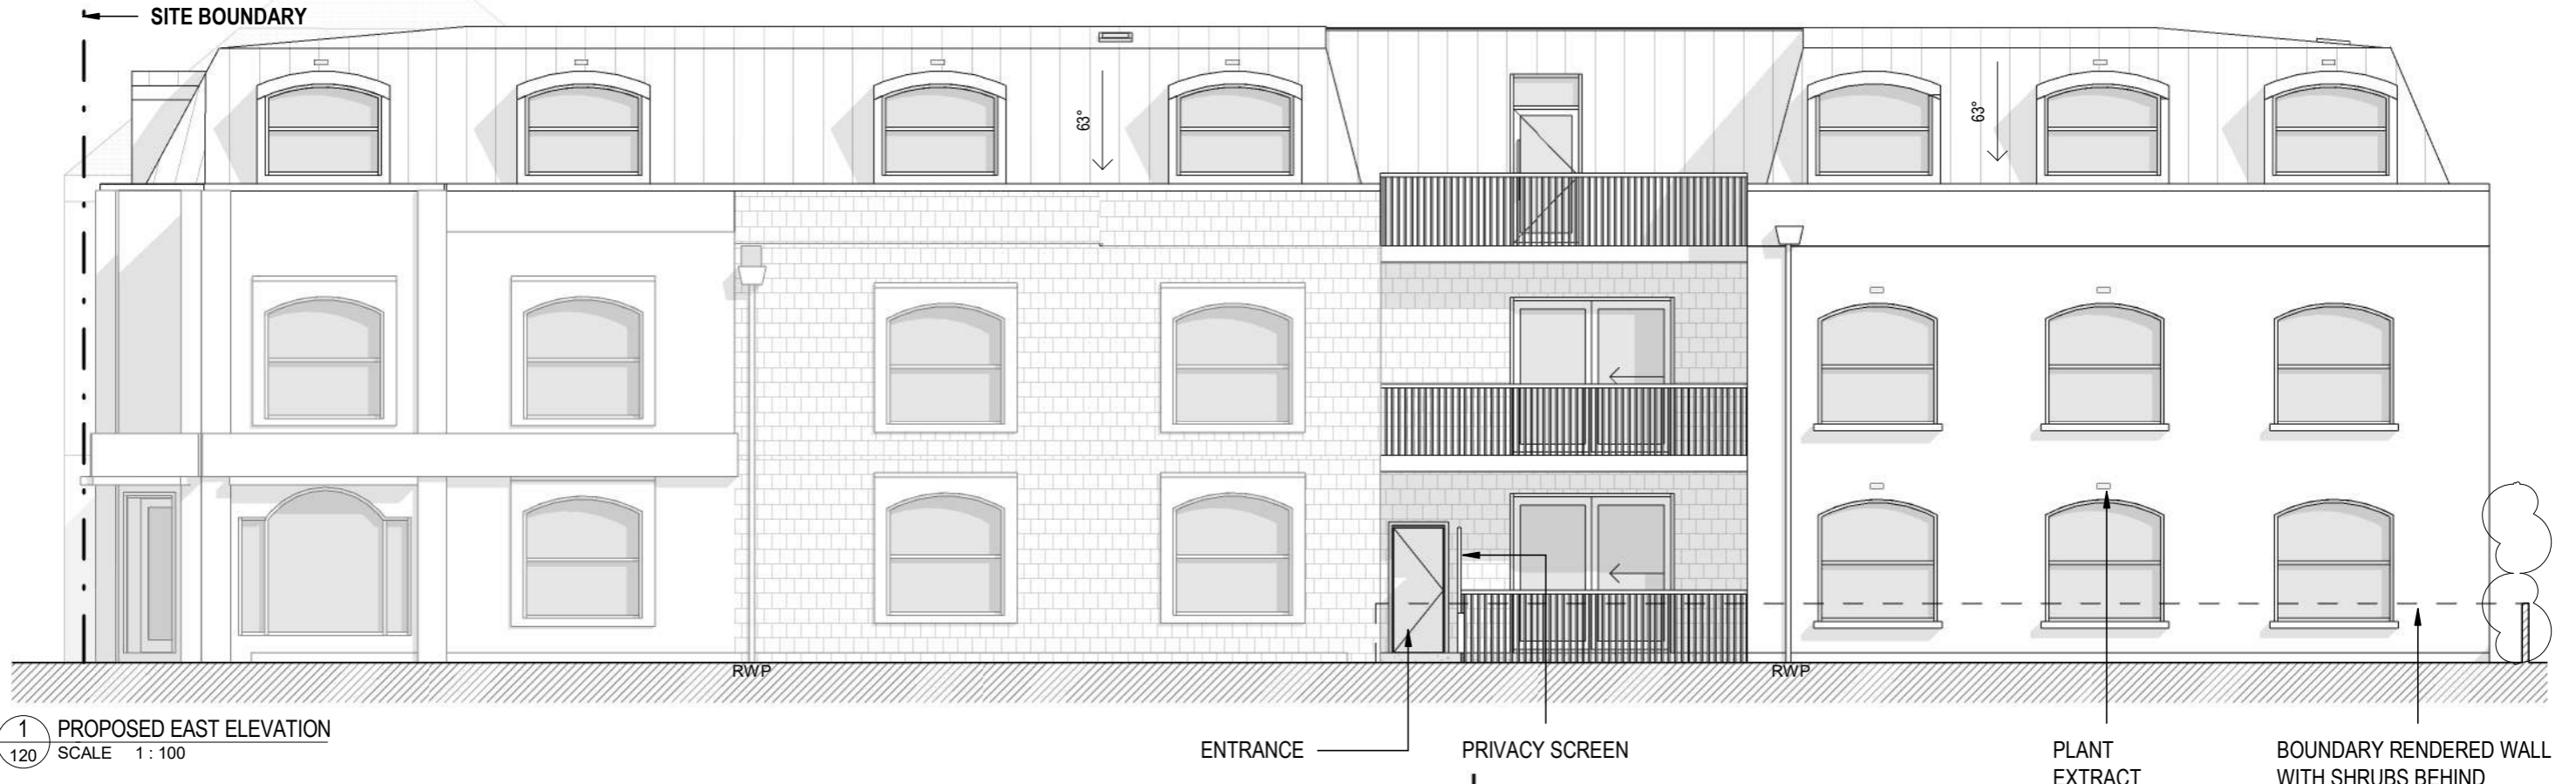 SITE BOUNDARY
63°
63°
RWP
RWP
1
120
PROPOSED EAST ELEVATION
SCALE 1 : 100
ENTRANCE
PRIVACY SCREEN
PLANT
EXTRACT
BOUNDARY RENDERED WALL
WITH SHRUBS BEHIND